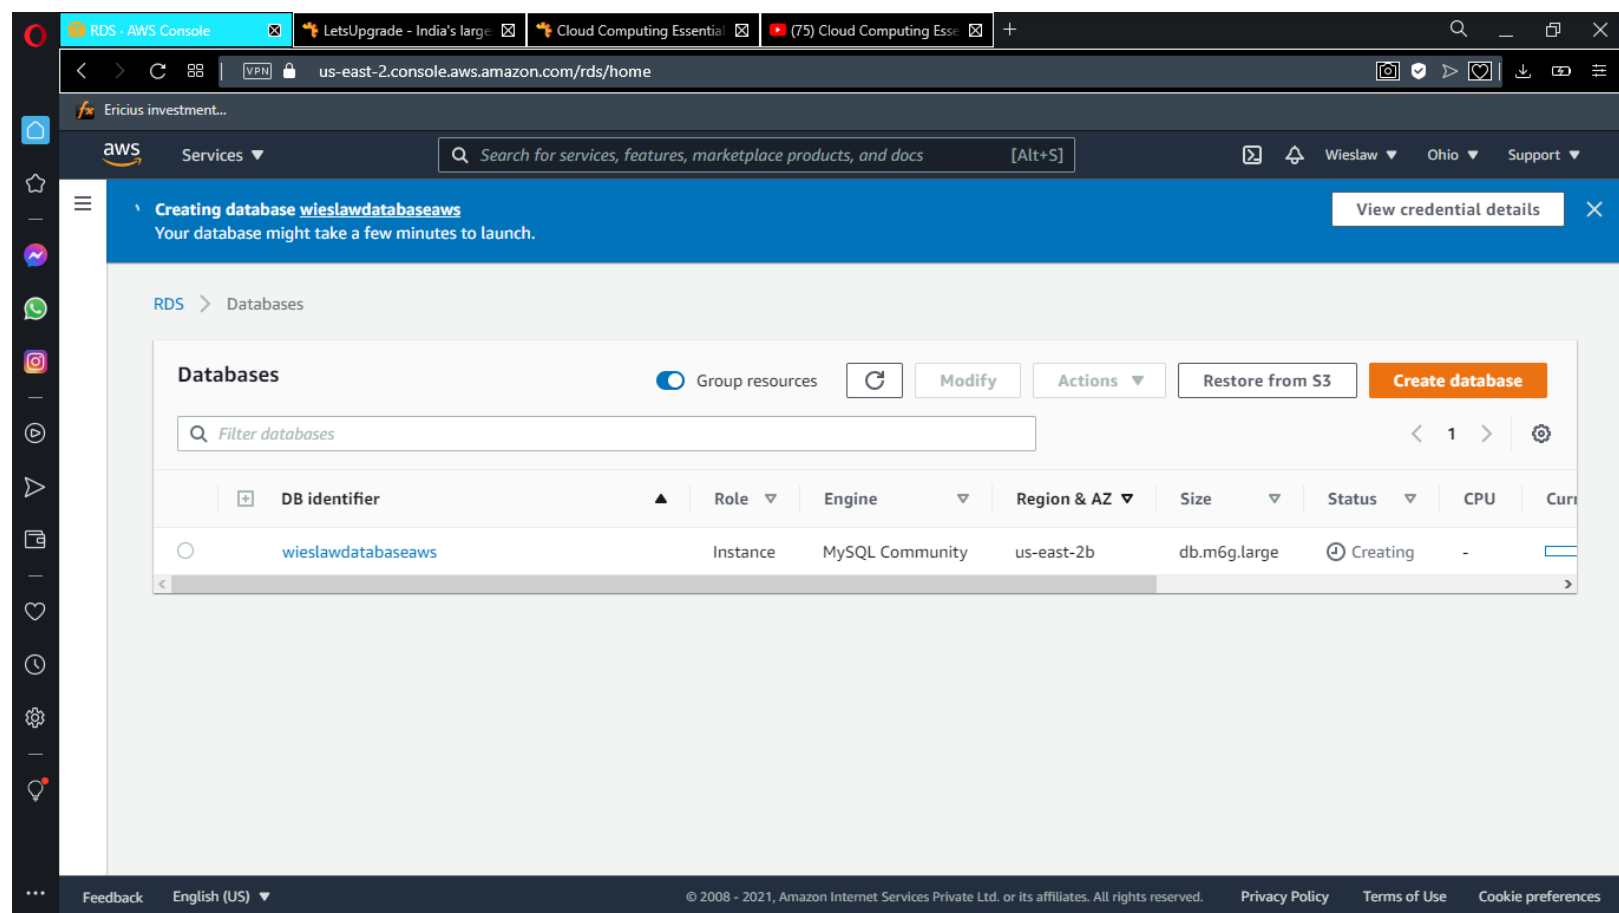 RDS · AWS Console
LetsUpgrade - India's large
Cloud Computing Essential
(75) Cloud Computing Esse
VPN
us-east-2.console.aws.amazon.com/rds/home
fx Ericius investment...
aws
Services
Search for services, features, marketplace products, and docs
[Alt+S]
Wieslaw
Ohio
Support
Creating database wieslawdatabaseaws
Your database might take a few minutes to launch.
View credential details
RDS > Databases
Databases
Group resources
Modify
Actions
Restore from S3
Create database
Filter databases
1
DB identifier
Role
Engine
Region & AZ
Size
Status
CPU
Curr
wieslawdatabaseaws
Instance
MySQL Community
us-east-2b
db.m6g.large
Creating
-
Feedback
English (US)
© 2008 - 2021, Amazon Internet Services Private Ltd. or its affiliates. All rights reserved.
Privacy Policy
Terms of Use
Cookie preferences